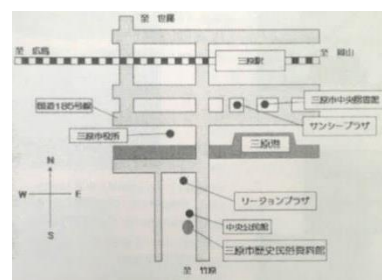 至 世羅
至 広島
至 岡山
三原駅
国道185号線
三原市中央図書館
サンシープラザ
三原市役所
三原港
N
W E
S
リージョンプラザ
中央公民館
三原市歴史民俗資料館
至 竹原